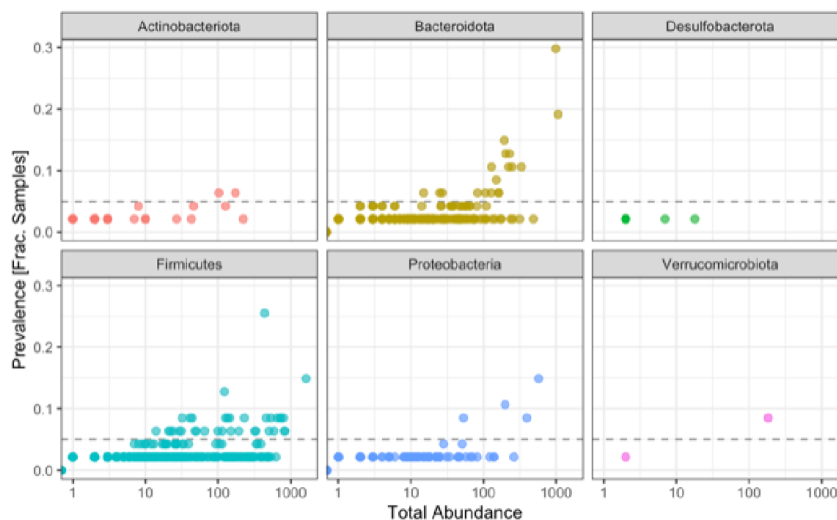 Actinobacteriota Bacteroidota Desulfobacterota
0.3
0.2
0.1
0.0
Firmicutes Proteobacteria Verrucomicrobiota
0.3
0.2
0.1
0.0
Prevalence [Frac. Samples]
1 10 100 1000 1 10 100 1000 1 10 100 1000
Total Abundance